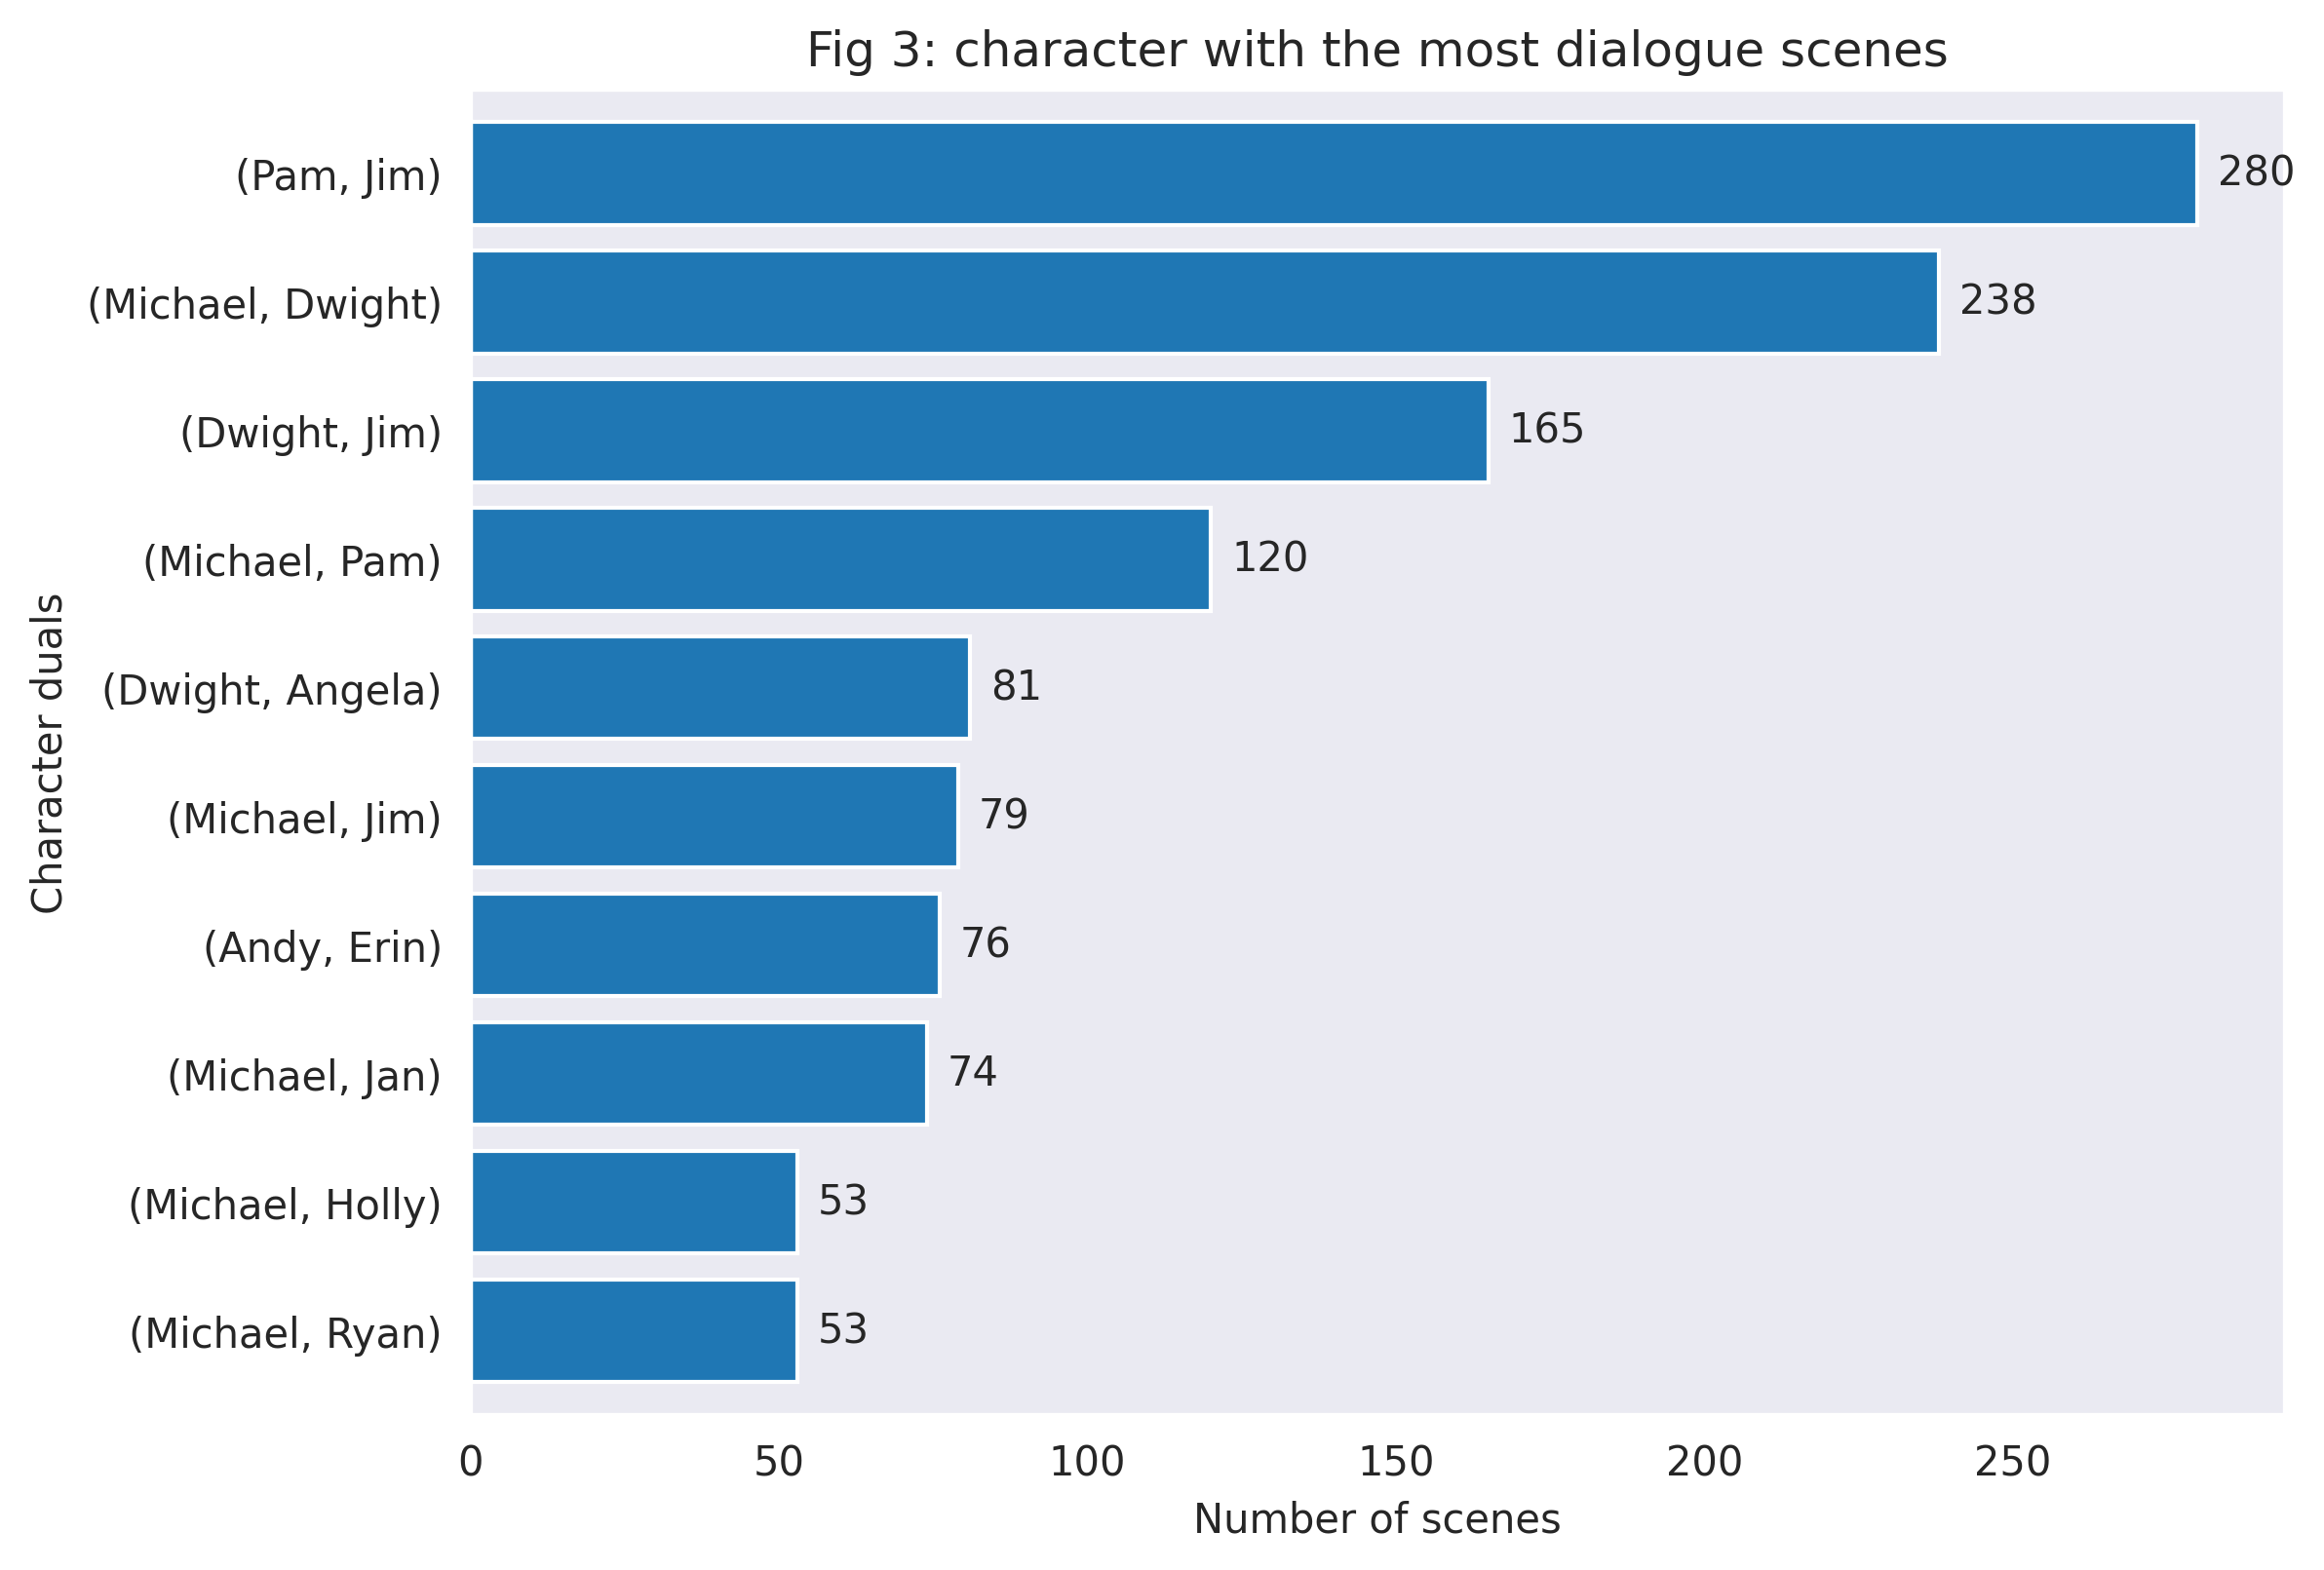 Fig 3: character with the most dialogue scenes
Character duals
(Pam, Jim) 280
(Michael, Dwight) 238
(Dwight, Jim) 165
(Michael, Pam) 120
(Dwight, Angela) 81
(Michael, Jim) 79
(Andy, Erin) 76
(Michael, Jan) 74
(Michael, Holly) 53
(Michael, Ryan) 53
0 50 100 150 200 250
Number of scenes